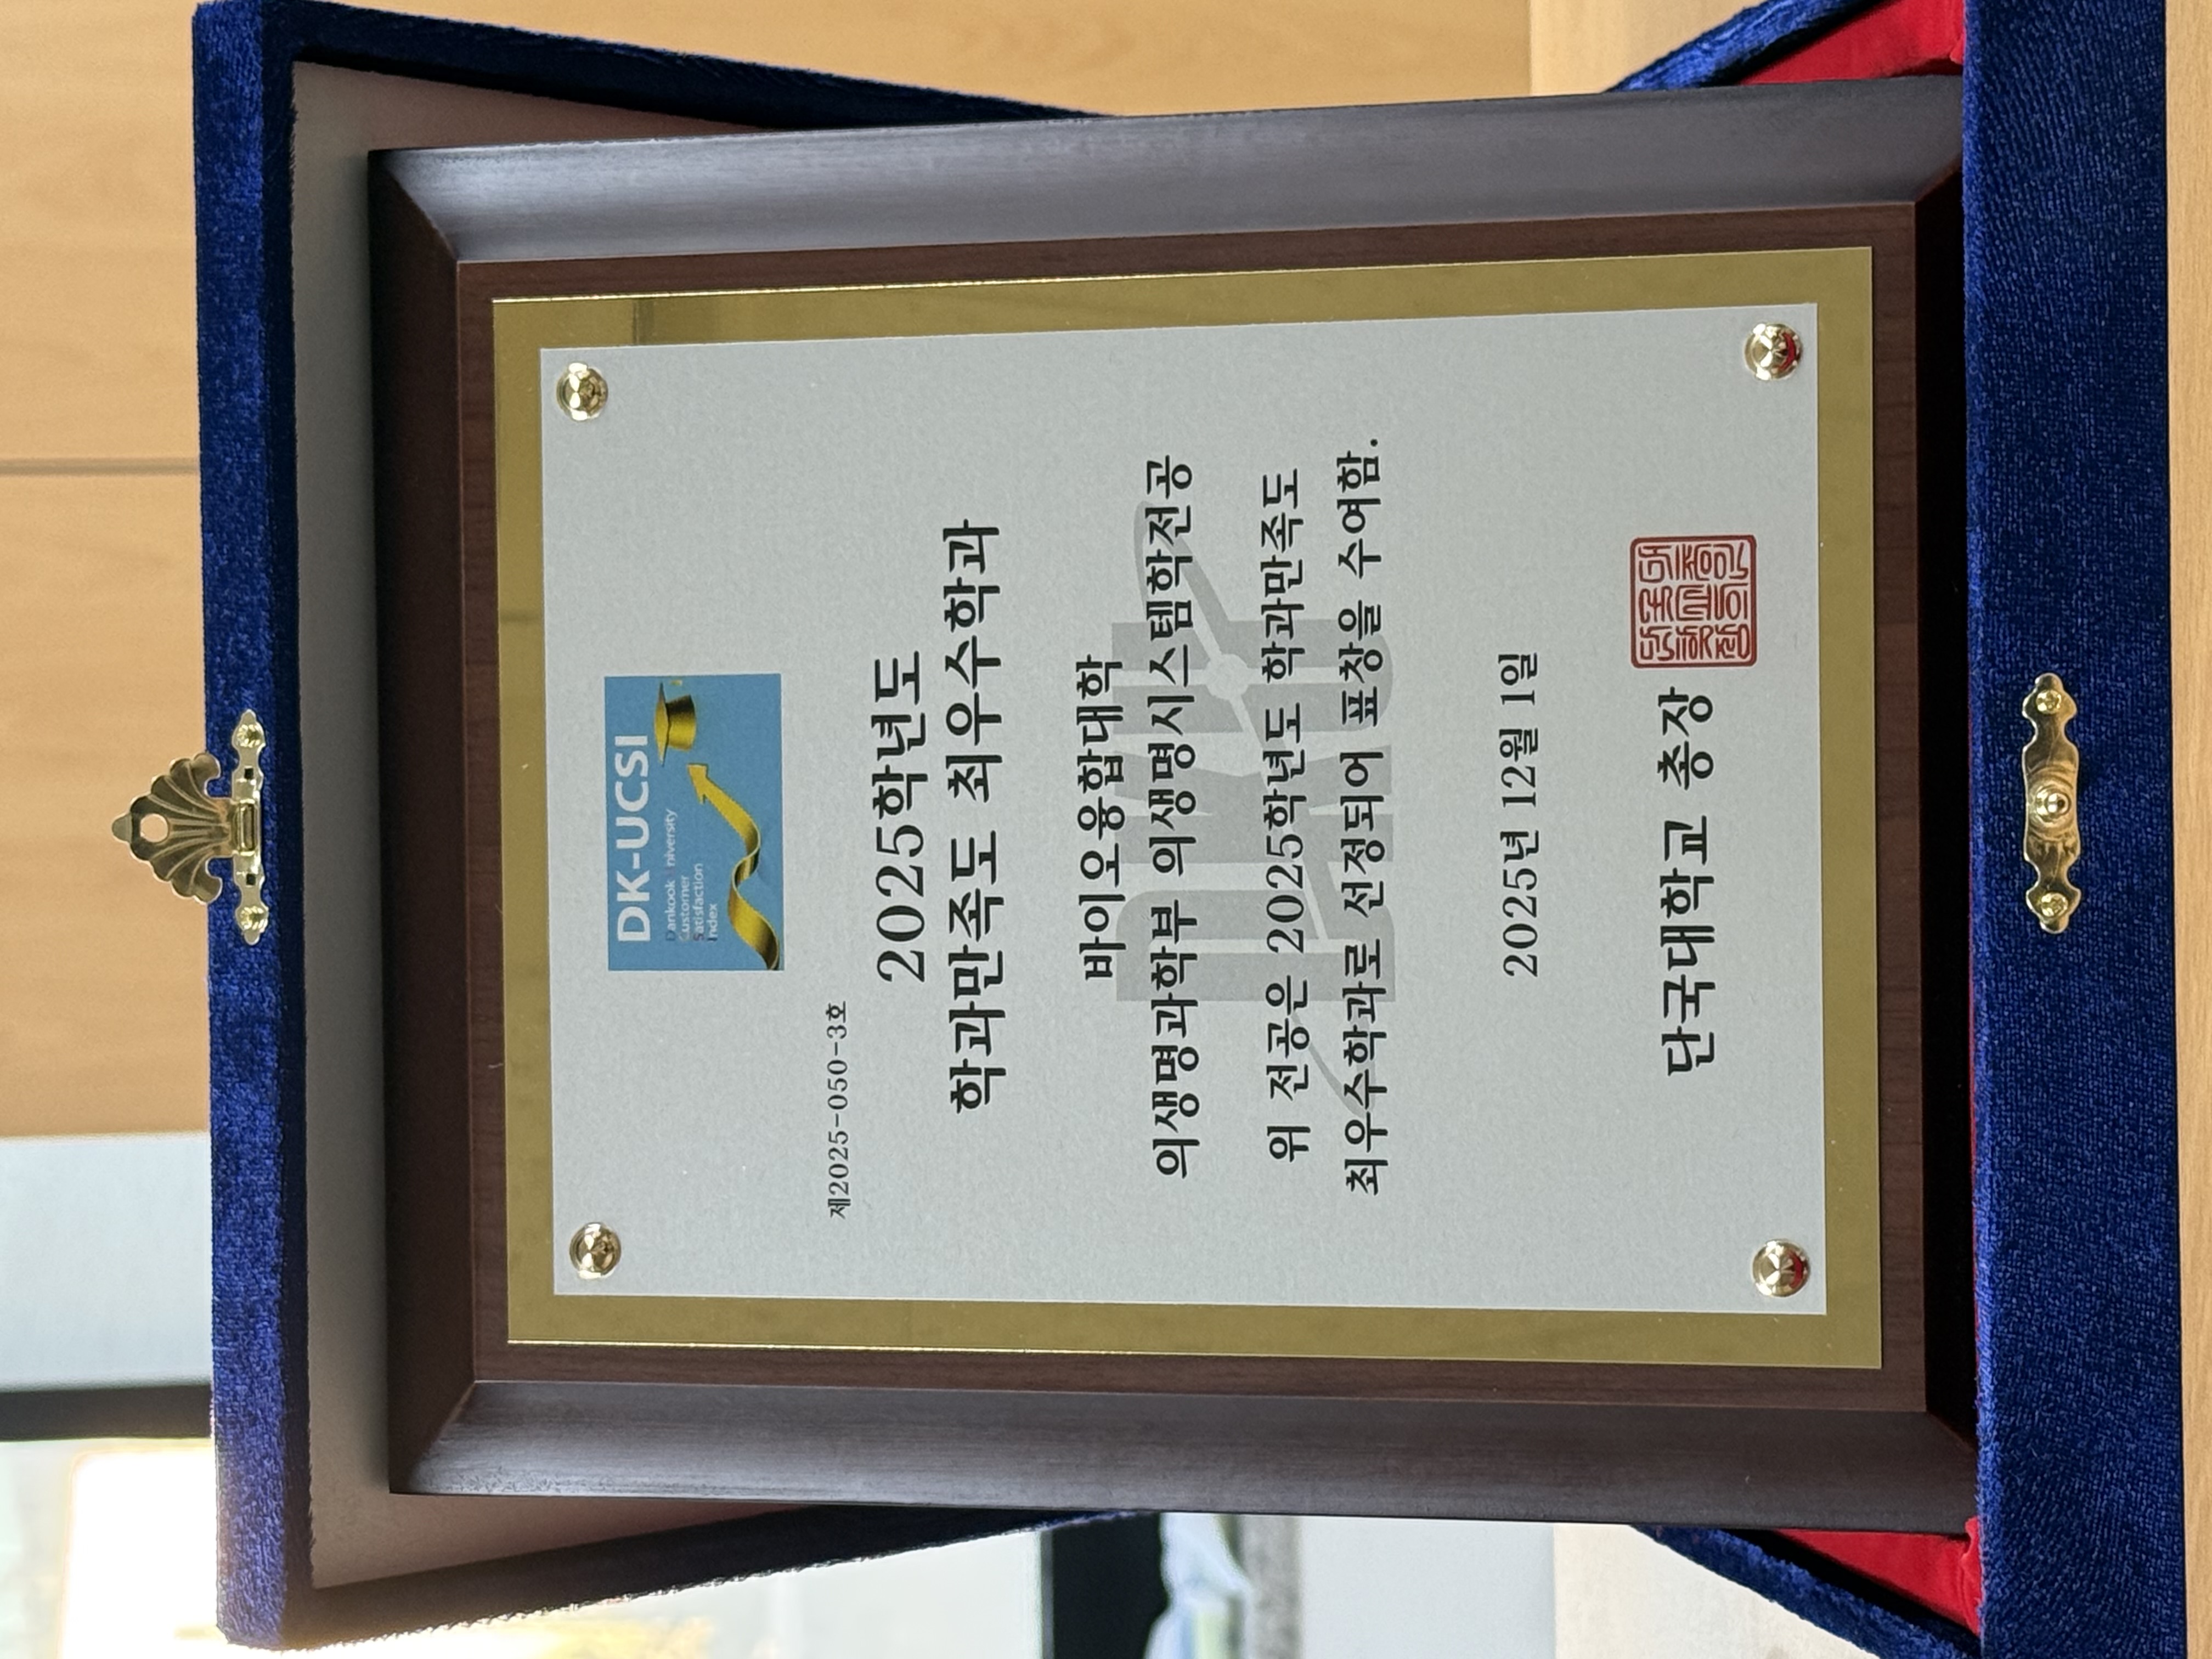 DK-UCSI
Dankook University
Customer
Satisfaction
Index
제2025-050-3호
2025학년도
학과만족도 최우수학과
바이오융합대학
의생명과학부 의생명시스템학전공
위 전공은 2025학년도 학과만족도
최우수학과로 선정되어 표창을 수여함.
2025년 12월 1일
단국대학교 총장